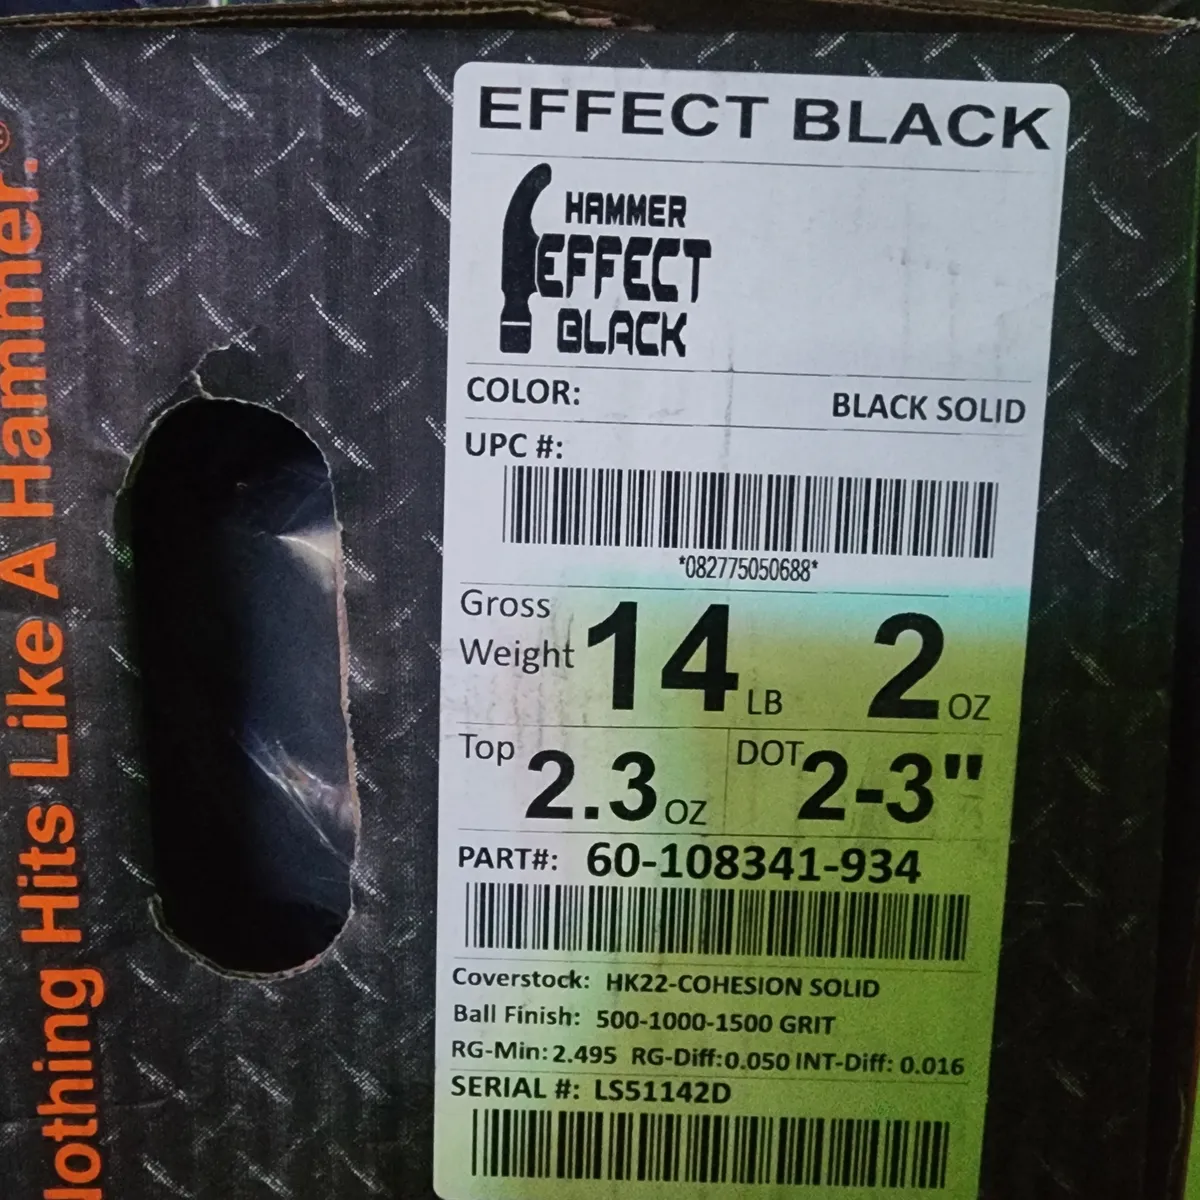 Nothing Hits Like A Hammer.®
EFFECT BLACK
HAMMER
EFFECT
BLACK
COLOR: BLACK SOLID
UPC #:
*082775050688*
Gross Weight 14 LB 2 OZ
Top 2.3 OZ DOT 2-3"
PART#: 60-108341-934
Coverstock: HK22-COHESION SOLID
Ball Finish: 500-1000-1500 GRIT
RG-Min: 2.495 RG-Diff:0.050 INT-Diff: 0.016
SERIAL #: LS51142D